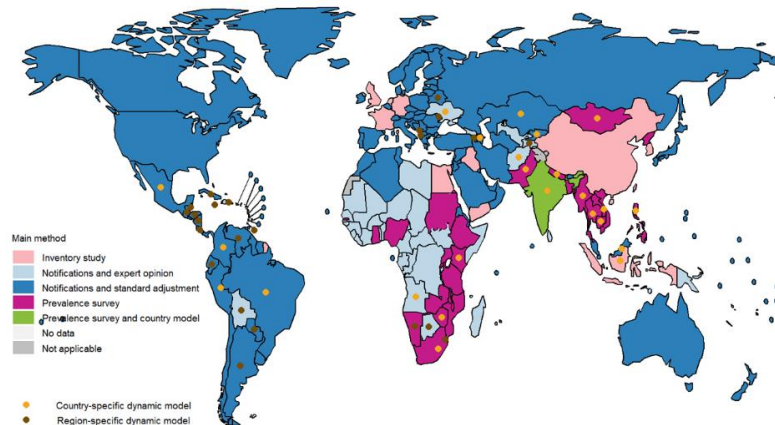 Main method
Inventory study
Notifications and expert opinion
Notifications and standard adjustment
Prevalence survey
Prevalence survey and country model
No data
Not applicable
Country-specific dynamic model
Region-specific dynamic model